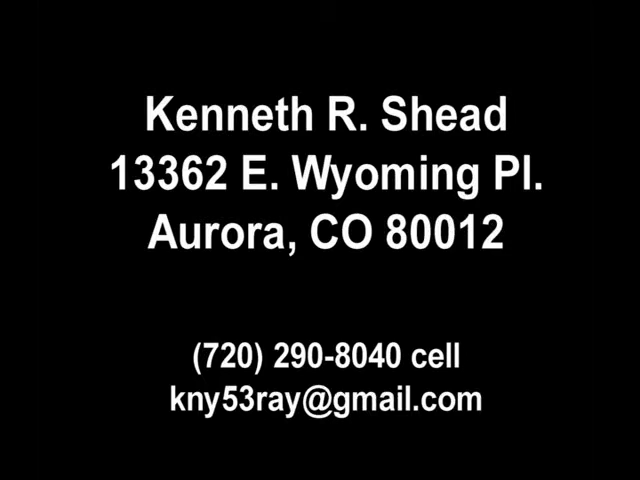 Kenneth R. Shead
13362 E. Wyoming Pl.
Aurora, CO 80012
(720) 290-8040 cell
kny53ray@gmail.com